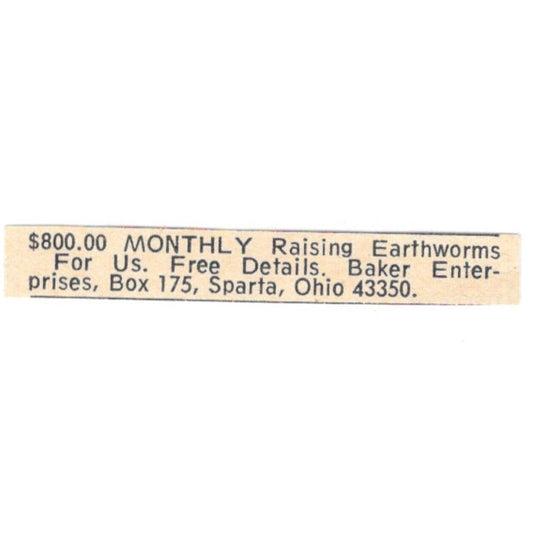 $800.00 MONTHLY Raising Earthworms
For Us. Free Details. Baker Enter-
prises, Box 175, Sparta, Ohio 43350.